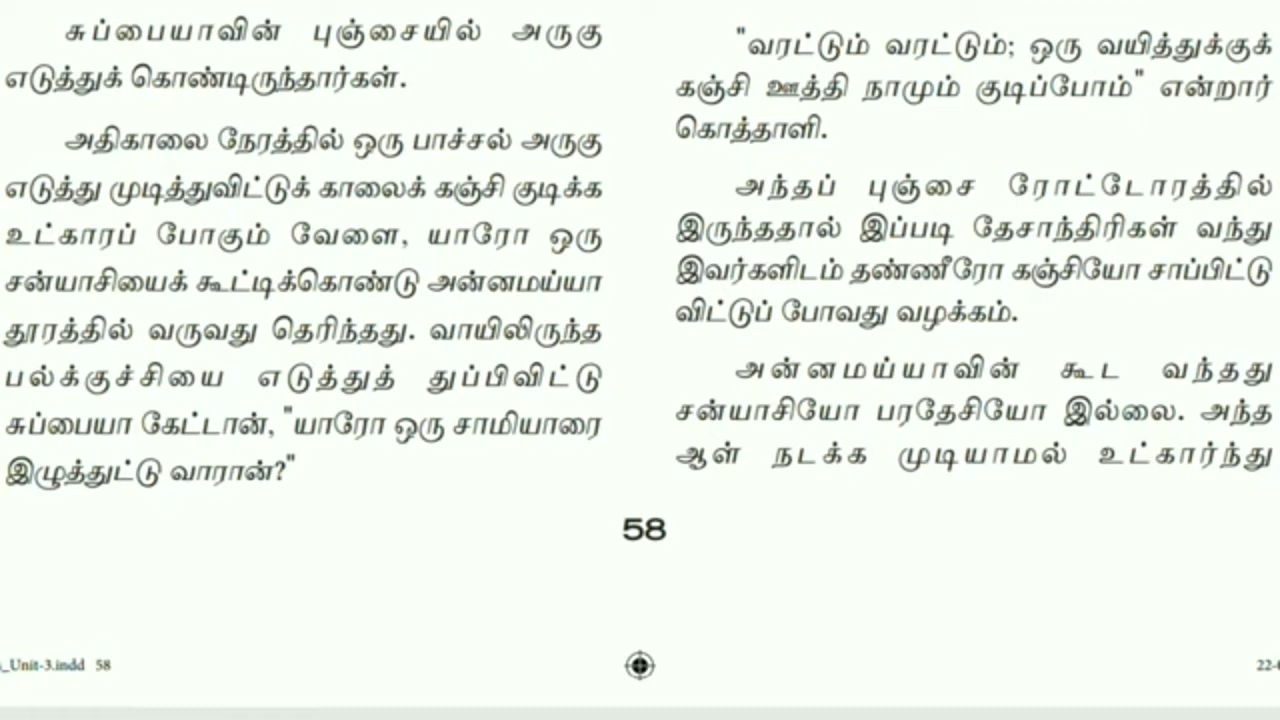 சுப்பையாவின் புஞ்சையில் அருகு
எடுத்துக் கொண்டிருந்தார்கள்.
அதிகாலை நேரத்தில் ஒரு பாச்சல் அருகு
எடுத்து முடித்துவிட்டுக் காலைக் கஞ்சி குடிக்க
உட்காரப் போகும் வேளை, யாரோ ஒரு
சன்யாசியைக் கூட்டிக்கொண்டு அன்னமய்யா
தூரத்தில் வருவது தெரிந்தது. வாயிலிருந்த
பல்க்குச்சியை எடுத்துத் துப்பிவிட்டு
சுப்பையா கேட்டான், "யாரோ ஒரு சாமியாரை
இழுத்துட்டு வாரான்?"
"வரட்டும் வரட்டும்; ஒரு வயித்துக்குக்
கஞ்சி ஊத்தி நாமும் குடிப்போம்" என்றார்
கொத்தாளி.
அந்தப் புஞ்சை ரோட்டோரத்தில்
இருந்ததால் இப்படி தேசாந்திரிகள் வந்து
இவர்களிடம் தண்ணீரோ கஞ்சியோ சாப்பிட்டு
விட்டுப் போவது வழக்கம்.
அன்னமய்யாவின் கூட வந்தது
சன்யாசியோ பரதேசியோ இல்லை. அந்த
ஆள் நடக்க முடியாமல் உட்கார்ந்து
58
_Unit-3.indd 58
22-